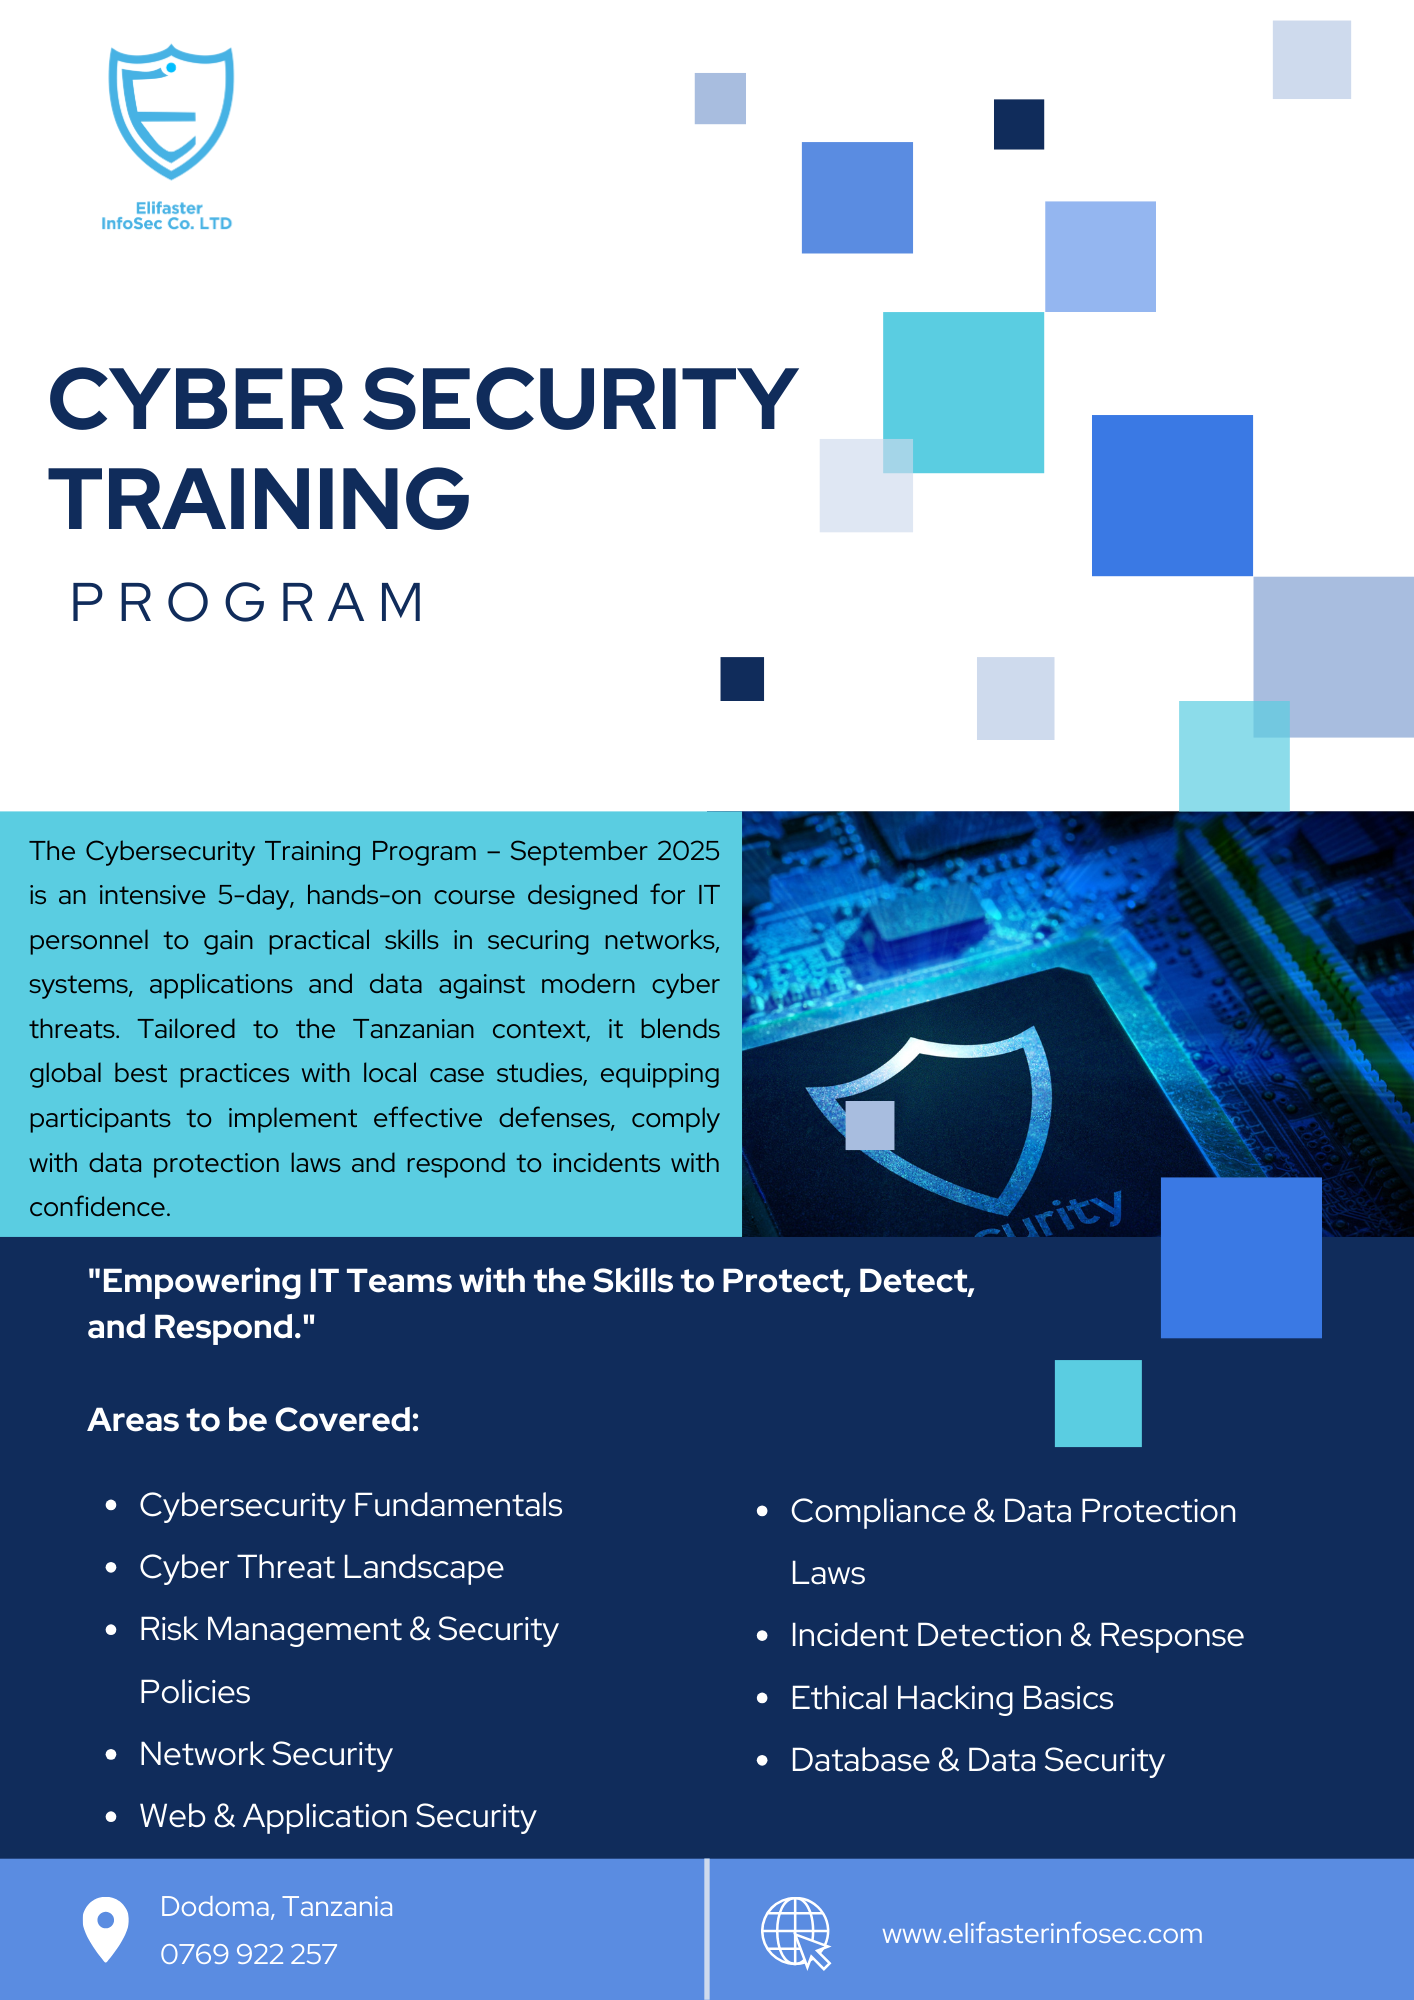 Elifaster
InfoSec Co. LTD
CYBER SECURITY
TRAINING
PROGRAM
The Cybersecurity Training Program – September 2025
is an intensive 5-day, hands-on course designed for IT
personnel to gain practical skills in securing networks,
systems, applications and data against modern cyber
threats. Tailored to the Tanzanian context, it blends
global best practices with local case studies, equipping
participants to implement effective defenses, comply
with data protection laws and respond to incidents with
confidence.
curity
"Empowering IT Teams with the Skills to Protect, Detect,
and Respond."
Areas to be Covered:
• Cybersecurity Fundamentals
• Cyber Threat Landscape
• Risk Management & Security
Policies
• Network Security
• Web & Application Security
• Compliance & Data Protection
Laws
• Incident Detection & Response
• Ethical Hacking Basics
• Database & Data Security
Dodoma, Tanzania
0769 922 257
www.elifasterinfosec.com